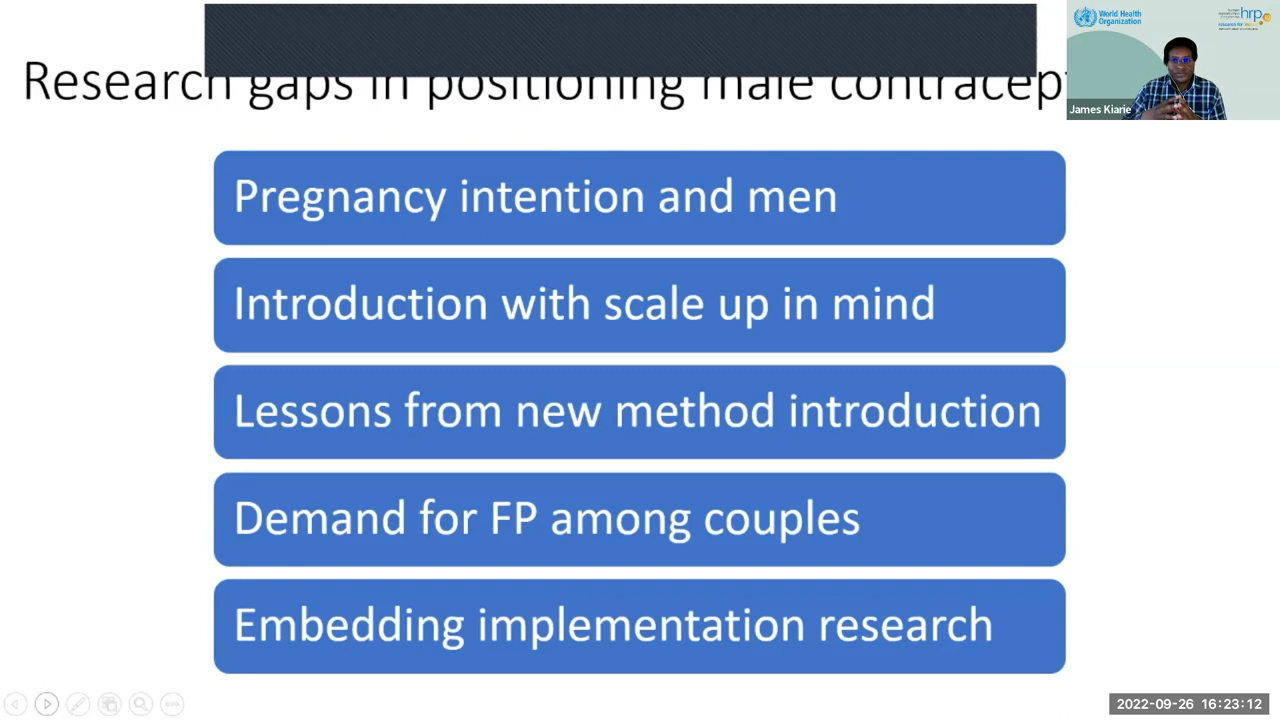 Research gaps in positioning male contracep
World Health
Organization
hrp
James Kiarie
Pregnancy intention and men
Introduction with scale up in mind
Lessons from new method introduction
Demand for FP among couples
Embedding implementation research
2022-09-26 16:23:12